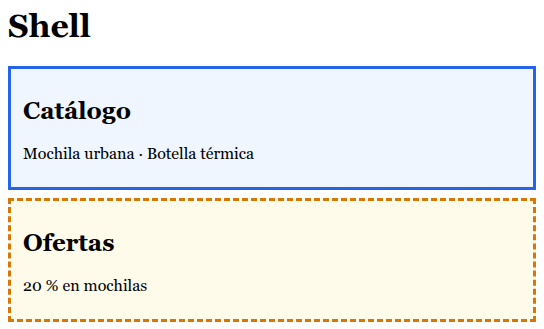 Shell
Catálogo
Mochila urbana · Botella térmica
Ofertas
20 % en mochilas